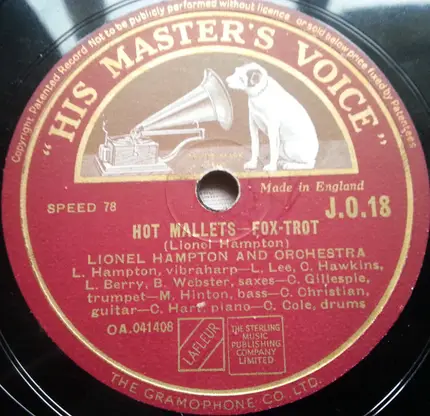 Copyright Patented Record. Not to be publicly performed without licence or sold below price fixed by Patentees
"HIS MASTER'S VOICE"
Made in England
SPEED 78
J.O.18
HOT MALLETS FOX-TROT
(Lionel Hampton)
LIONEL HAMPTON AND ORCHESTRA
L. Hampton, vibraharp—L. Lee, C. Hawkins,
L. Berry, B. Webster, saxes—C. Gillespie,
trumpet—M. Hinton, bass—C. Christian,
guitar—C. Hart, piano—C. Cole, drums
OA.041408
LAFLEUR
THE STERLING
MUSIC
PUBLISHING
COMPANY
LIMITED
THE GRAMOPHONE CO., LTD.